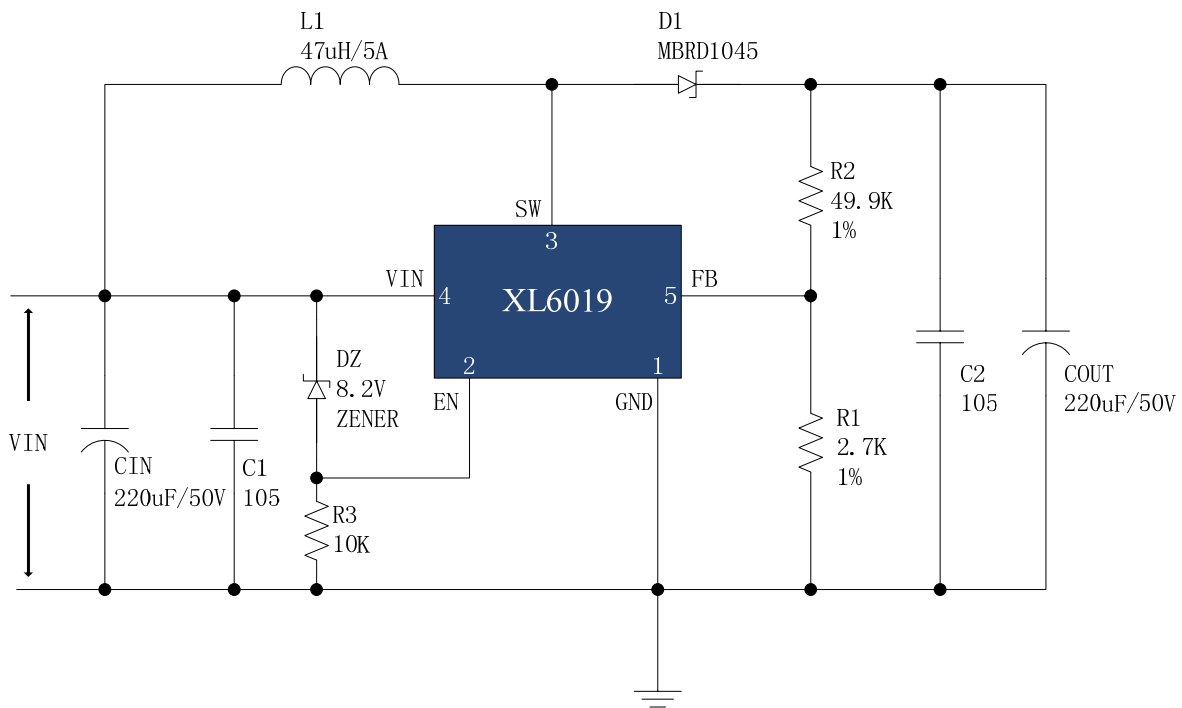 L1
47uH/5A
D1
MBRD1045
R2
49.9K
1%
SW
3
VIN
4
XL6019
5
FB
2
1
EN
GND
DZ
8.2V
ZENER
C2
105
COUT
220uF/50V
VIN
CIN
220uF/50V
C1
105
R1
2.7K
1%
R3
10K